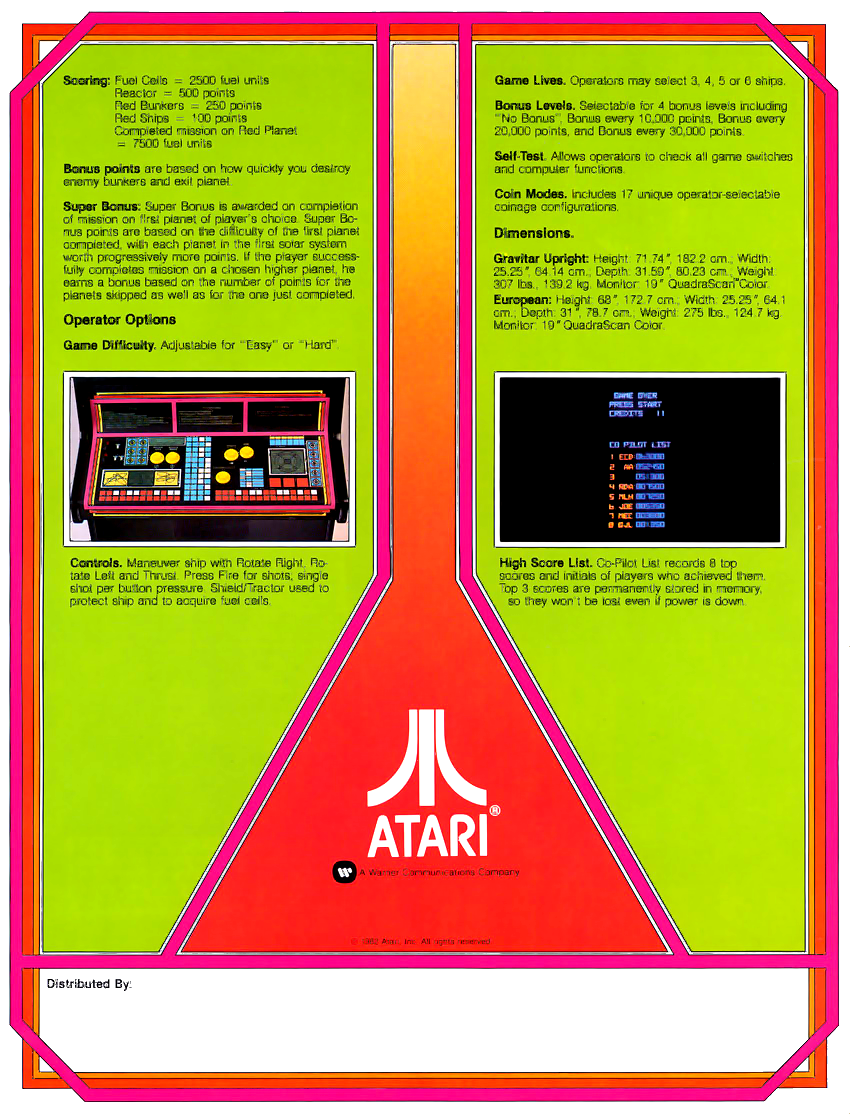 Scoring: Fuel Cells = 2500 fuel units
Reactor = 500 points
Red Bunkers = 250 points
Red Ships = 100 points
Completed mission on Red Planet
= 7500 fuel units
Bonus points are based on how quickly you destroy
enemy bunkers and exit planet.
Super Bonus: Super Bonus is awarded on completion
of mission on first planet of player's choice. Super Bo-
nus points are based on the difficulty of the first planet
completed, with each planet in the first solar system
worth progressively more points. If the player success-
fully completes mission on a chosen higher planet, he
earns a bonus based on the number of points for the
planets skipped as well as for the one just completed.
Operator Options
Game Difficulty. Adjustable for "Easy" or "Hard".
Controls. Maneuver ship with Rotate Right, Ro-
tate Left and Thrust. Press Fire for shots; single
shot per button pressure. Shield/Tractor used to
protect ship and to acquire fuel cells.
Game Lives. Operators may select 3, 4, 5 or 6 ships.
Bonus Levels. Selectable for 4 bonus levels including
"No Bonus", Bonus every 10,000 points, Bonus every
20,000 points, and Bonus every 30,000 points.
Self-Test. Allows operators to check all game switches
and computer functions.
Coin Modes. Includes 17 unique operator-selectable
coinage configurations.
Dimensions.
Gravitar Upright: Height: 71.74", 182.2 cm.; Width:
25.25", 64.14 cm.; Depth: 31.59" 80.23 cm.; Weight:
307 lbs., 139.2 kg. Monitor: 19" QuadraScan™ Color.
European: Height: 68", 172.7 cm.; Width: 25.25", 64.1
cm.; Depth: 31", 78.7 cm.; Weight: 275 lbs., 124.7 kg.
Monitor: 19" QuadraScan Color.
GAME OVER
PRESS START
CREDITS 11
CO PILOT LIST
1 ECD
2 AA
3
4 RDA
5 MLM
6 JOE
7 MEC
8 GJL
High Score List. Co-Pilot List records 8 top
scores and initials of players who achieved them.
Top 3 scores are permanently stored in memory,
so they won't be lost even if power is down.
ATARI®
A Warner Communications Company
© 1982 Atari, Inc. All rights reserved
Distributed By: